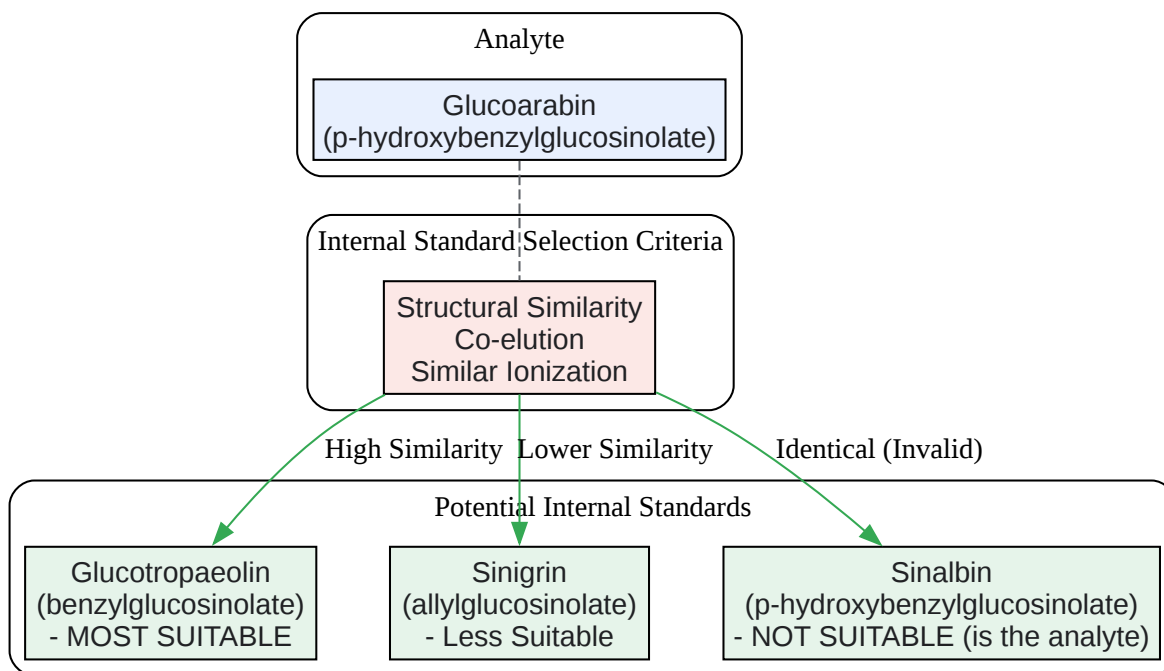 Analyte
Glucoarabin
(p-hydroxybenzylglucosinolate)
Internal Standard Selection Criteria
Structural Similarity
Co-elution
Similar Ionization
High Similarity
Lower Similarity
Identical (Invalid)
Potential Internal Standards
Glucotropaeolin
(benzylglucosinolate)
- MOST SUITABLE
Sinigrin
(allylglucosinolate)
- Less Suitable
Sinalbin
(p-hydroxybenzylglucosinolate)
- NOT SUITABLE (is the analyte)